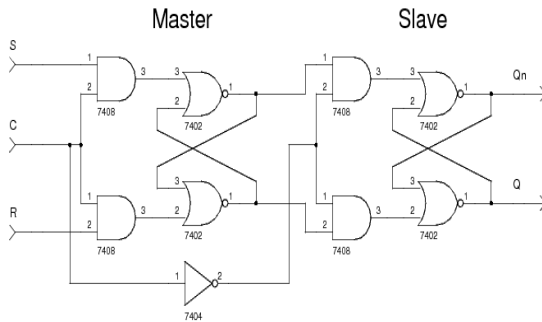 Master Slave
S 1 3 3 1 1 3 3 1 Qn
2 2 2 2
7408 7402 7408 7402
C
1 3 1 1 3 1 Q
3 3
R 2 2 2 2
7408 7402 7408 7402
1 2
7404